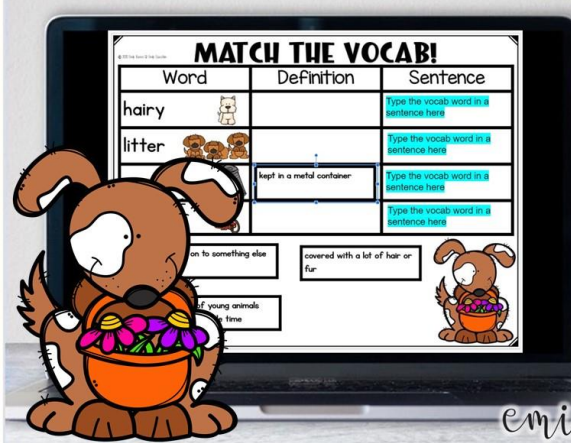 MATCH THE VOCAB!
Word Definition Sentence
hairy
Type the vocab word in a
sentence here
litter
Type the vocab word in a
sentence here
kept in a metal container
Type the vocab word in a
sentence here
Type the vocab word in a
sentence here
on to something else
covered with a lot of hair or
fur
of young animals
time
emi